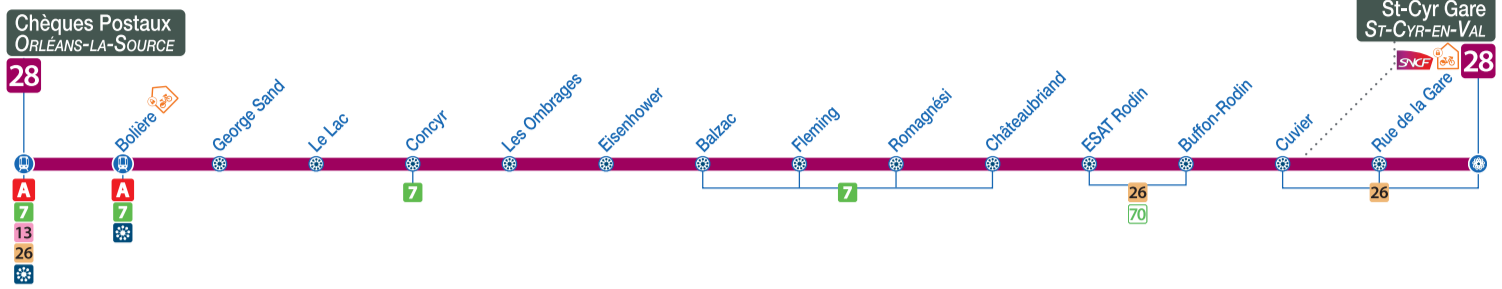 Chèques Postaux
ORLÉANS-LA-SOURCE
28
St-Cyr Gare
ST-CYR-EN-VAL
SNCF
28
Bolière
George Sand
Le Lac
Concyr
Les Ombrages
Eisenhower
Balzac
Fleming
Romagnési
Châteaubriand
ESAT Rodin
Buffon-Rodin
Cuvier
Rue de la Gare
A
7
13
26
A
7
7
7
26
70
26